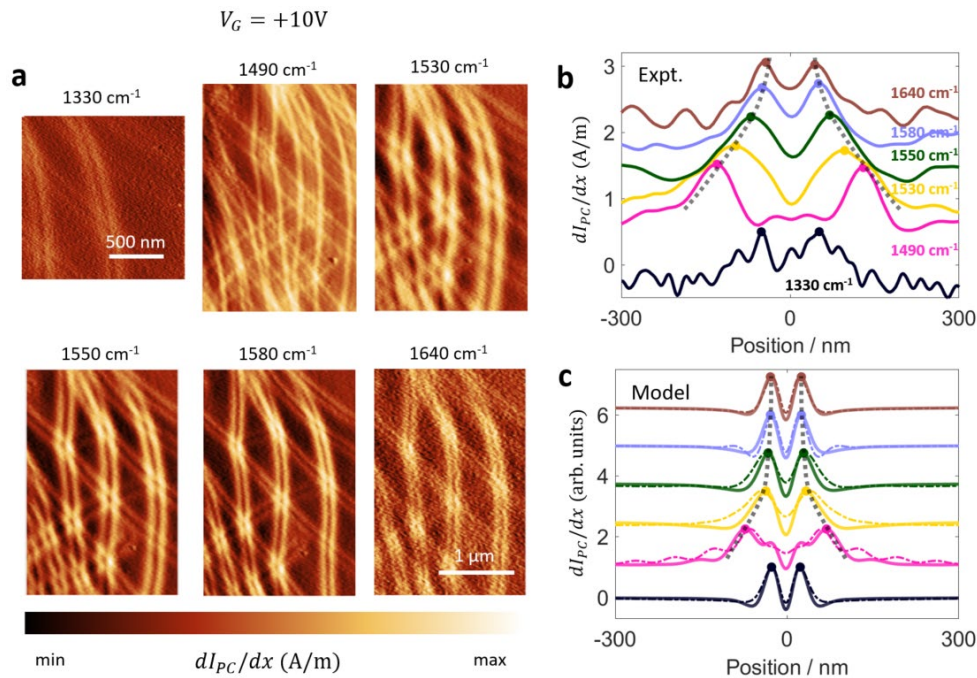 V_G = +10V
a
1330 cm⁻¹
1490 cm⁻¹
1530 cm⁻¹
500 nm
1550 cm⁻¹
1580 cm⁻¹
1640 cm⁻¹
1 μm
min
dI_PC/dx (A/m)
max
b
Expt.
dI_PC/dx (A/m)
3
2
1
0
1640 cm⁻¹
1580 cm⁻¹
1550 cm⁻¹
1530 cm⁻¹
1490 cm⁻¹
1330 cm⁻¹
-300
0
300
Position / nm
c
Model
dI_PC/dx (arb. units)
6
4
2
0
-300
0
300
Position / nm